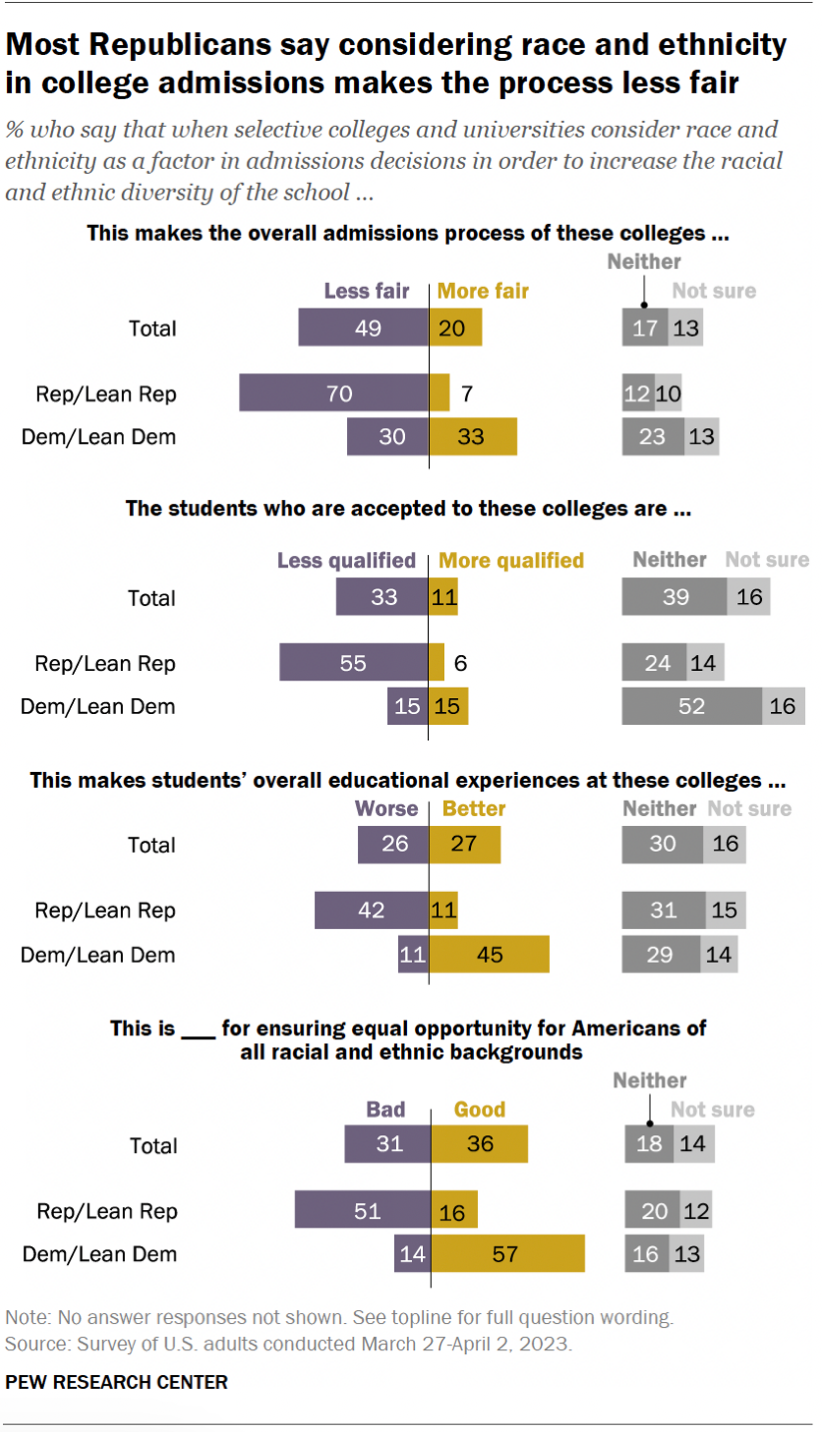 Most Republicans say considering race and ethnicity
in college admissions makes the process less fair
% who say that when selective colleges and universities consider race and
ethnicity as a factor in admissions decisions in order to increase the racial
and ethnic diversity of the school ...
This makes the overall admissions process of these colleges ...
Neither
Less fair More fair Not sure
Total 49 20 17 13
Rep/Lean Rep 70 7 12 10
Dem/Lean Dem 30 33 23 13
The students who are accepted to these colleges are ...
Less qualified More qualified Neither Not sure
Total 33 11 39 16
Rep/Lean Rep 55 6 24 14
Dem/Lean Dem 15 15 52 16
This makes students’ overall educational experiences at these colleges ...
Worse Better Neither Not sure
Total 26 27 30 16
Rep/Lean Rep 42 11 31 15
Dem/Lean Dem 11 45 29 14
This is ___ for ensuring equal opportunity for Americans of
all racial and ethnic backgrounds
Neither
Bad Good Not sure
Total 31 36 18 14
Rep/Lean Rep 51 16 20 12
Dem/Lean Dem 14 57 16 13
Note: No answer responses not shown. See topline for full question wording.
Source: Survey of U.S. adults conducted March 27-April 2, 2023.
PEW RESEARCH CENTER